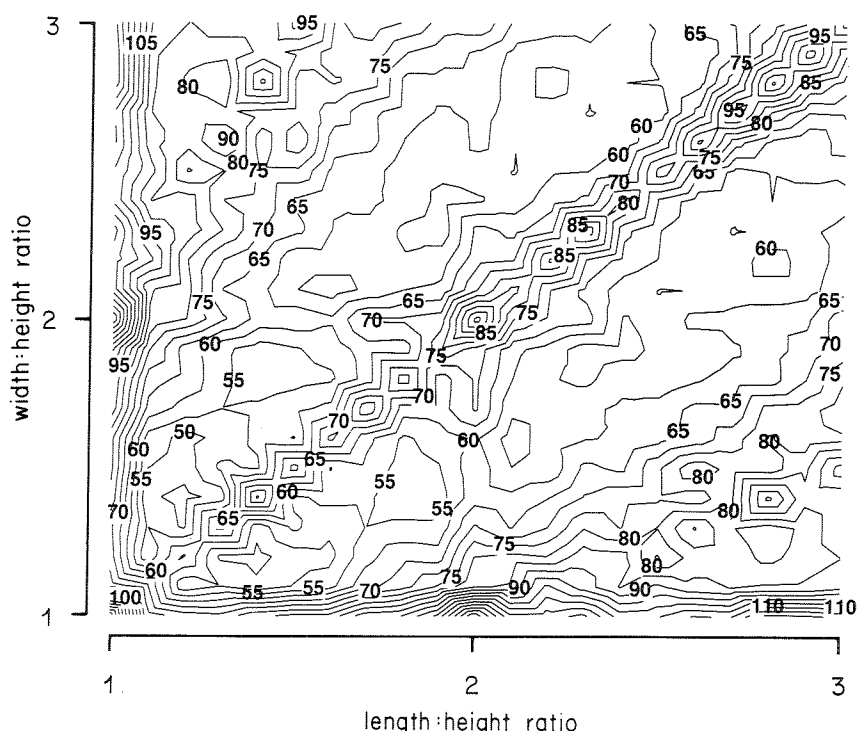 3 95 95
105 65
75 75
80 85
95 80
90 60
80 75 60 75 65
70 80
65
95 70 85 60
65 85
width:height ratio
75 65 75 65
2 70 85
60 75 70
95
55 75
70 65
50 70 60 65 80
60 65
55 60 55 80
70 65 55 80
75 80
60 75 80
100 55 55 70 90 90
1 110 110
1 2 3
length:height ratio